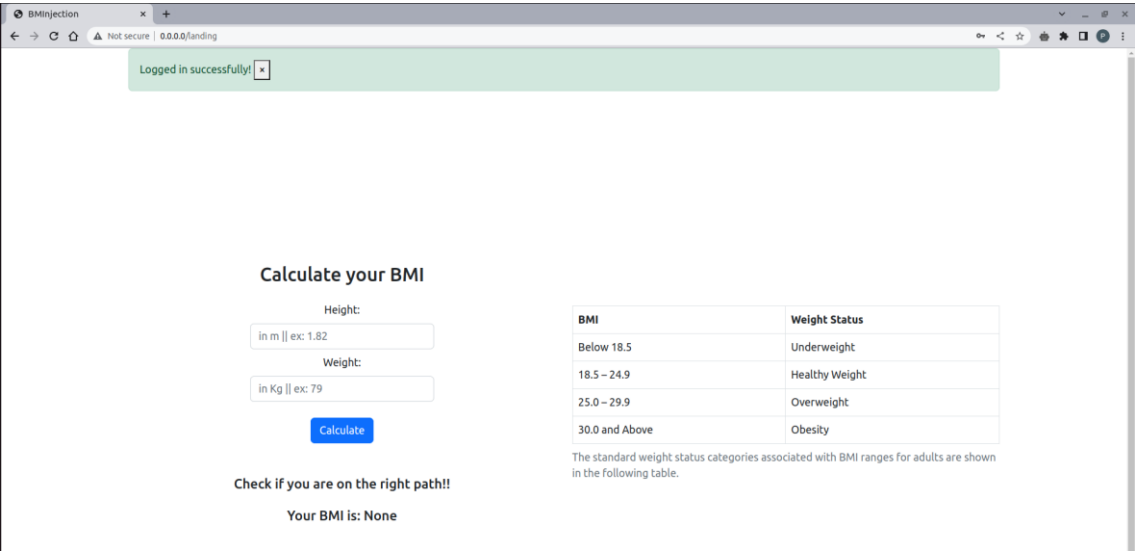 BMInjection
Not secure | 0.0.0.0/landing
P
Logged in successfully! ×
Calculate your BMI
Height:
in m || ex: 1.82
Weight:
in Kg || ex: 79
Calculate
Check if you are on the right path!!
Your BMI is: None
BMI Weight Status
Below 18.5 Underweight
18.5 – 24.9 Healthy Weight
25.0 – 29.9 Overweight
30.0 and Above Obesity
The standard weight status categories associated with BMI ranges for adults are shown
in the following table.